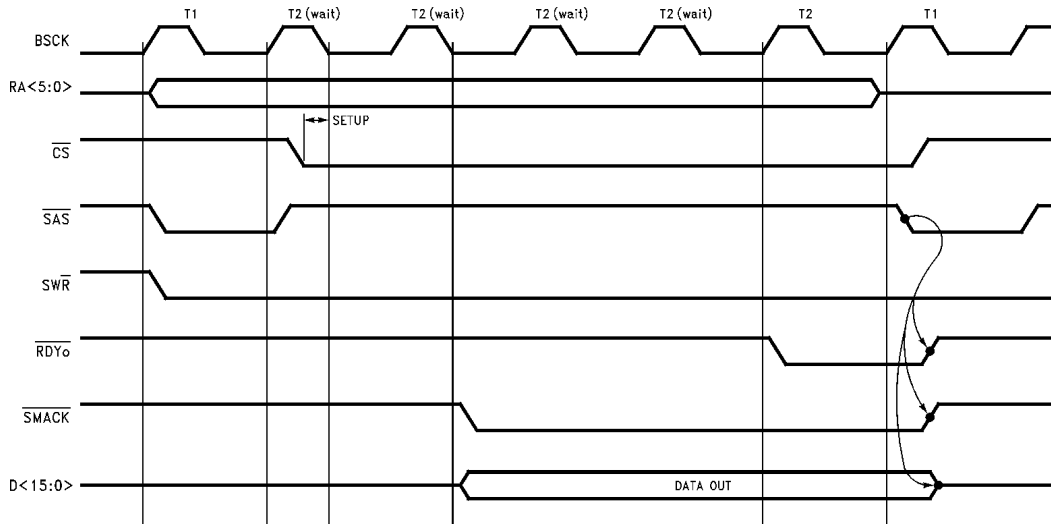 T1 T2 (wait) T2 (wait) T2 (wait) T2 (wait) T2 T1
BSCK
RA<5:0>
SETUP
CS
SAS
SWR
RDYo
SMACK
D<15:0> DATA OUT